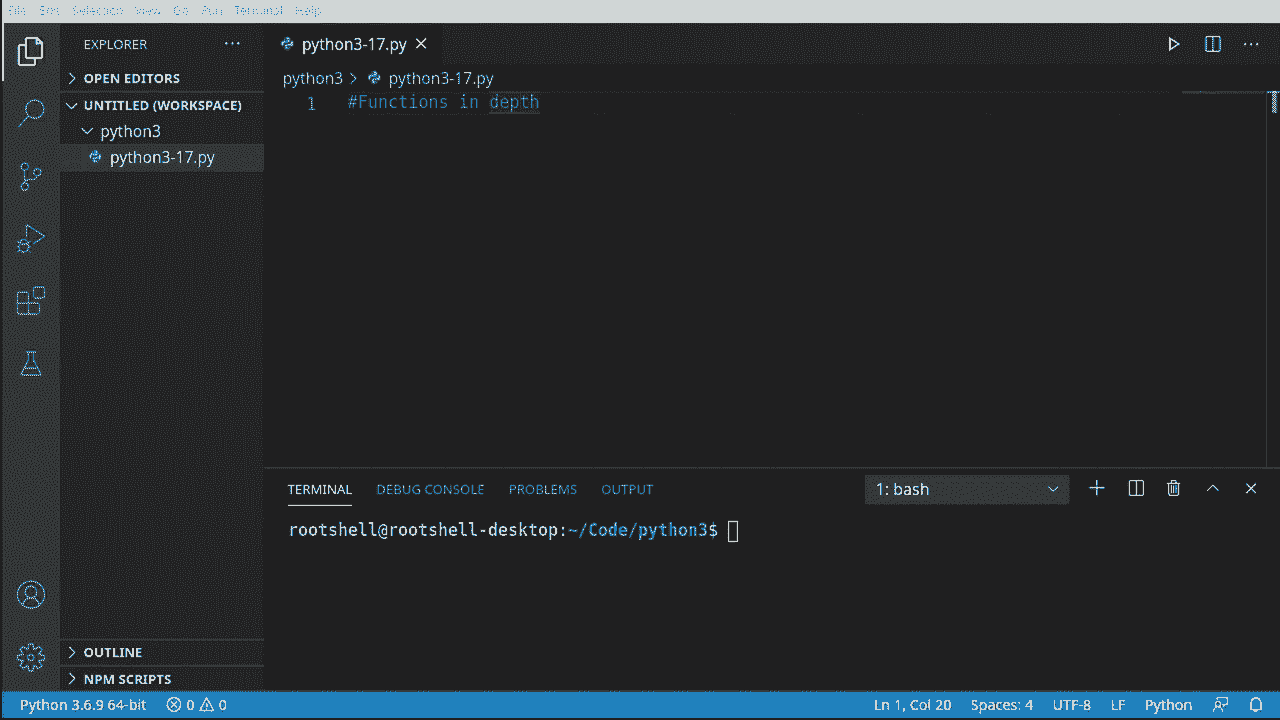 File Edit Selection View Go Run Terminal Help
EXPLORER
python3-17.py
OPEN EDITORS
UNTITLED (WORKSPACE)
python3
python3-17.py
python3 > python3-17.py
1 #Functions in depth
TERMINAL DEBUG CONSOLE PROBLEMS OUTPUT
1: bash
rootshell@rootshell-desktop:~/Code/python3$
OUTLINE
NPM SCRIPTS
Python 3.6.9 64-bit 0 0 Ln 1, Col 20 Spaces: 4 UTF-8 LF Python